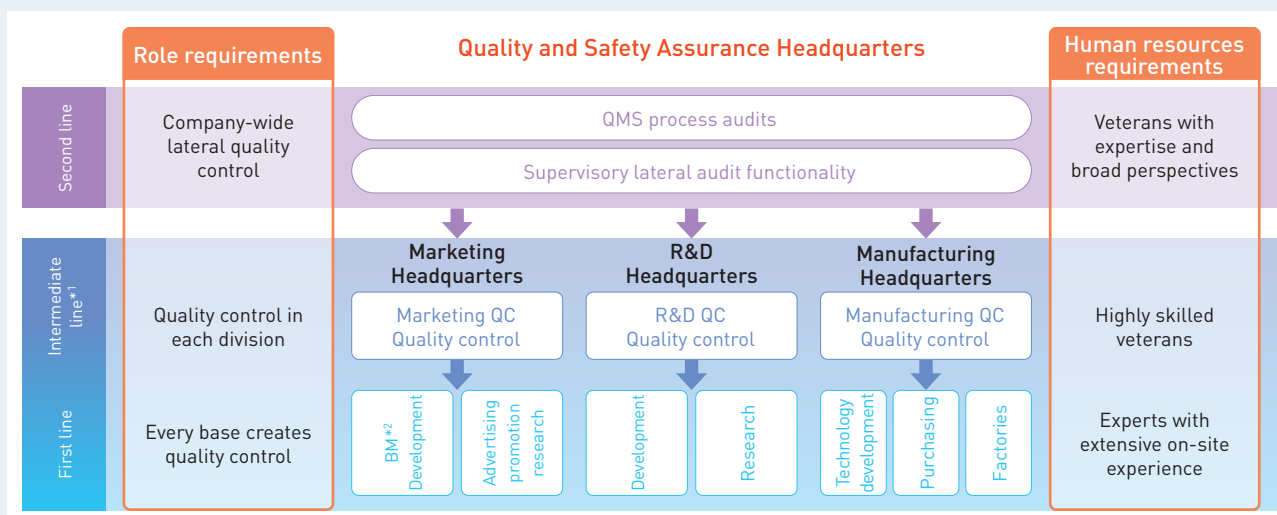 Role requirements
Quality and Safety Assurance Headquarters
Human resources
requirements
Second line
Company-wide
lateral quality
control
QMS process audits
Supervisory lateral audit functionality
Veterans with
expertise and
broad perspectives
Marketing
Headquarters
R&D
Headquarters
Manufacturing
Headquarters
Intermediate
line*1
Quality control in
each division
Marketing QC
Quality control
R&D QC
Quality control
Manufacturing QC
Quality control
Highly skilled
veterans
First line
Every base creates
quality control
BM*2
Development
Advertising
promotion
research
Development
Research
Technology
development
Purchasing
Factories
Experts with
extensive on-site
experience